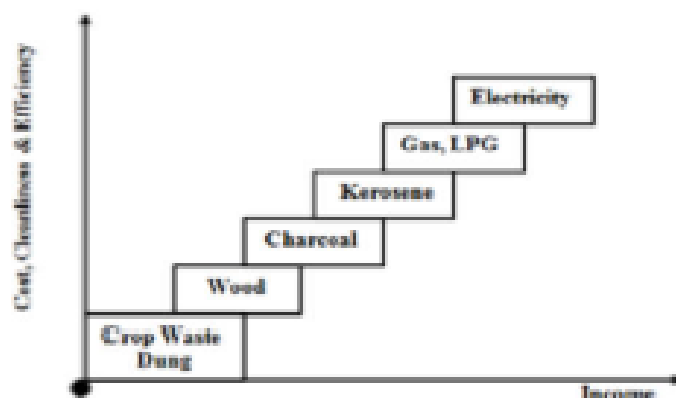 Cost, Cleanliness & Efficiency
Electricity
Gas, LPG
Kerosene
Charcoal
Wood
Crop Waste
Dung
Income